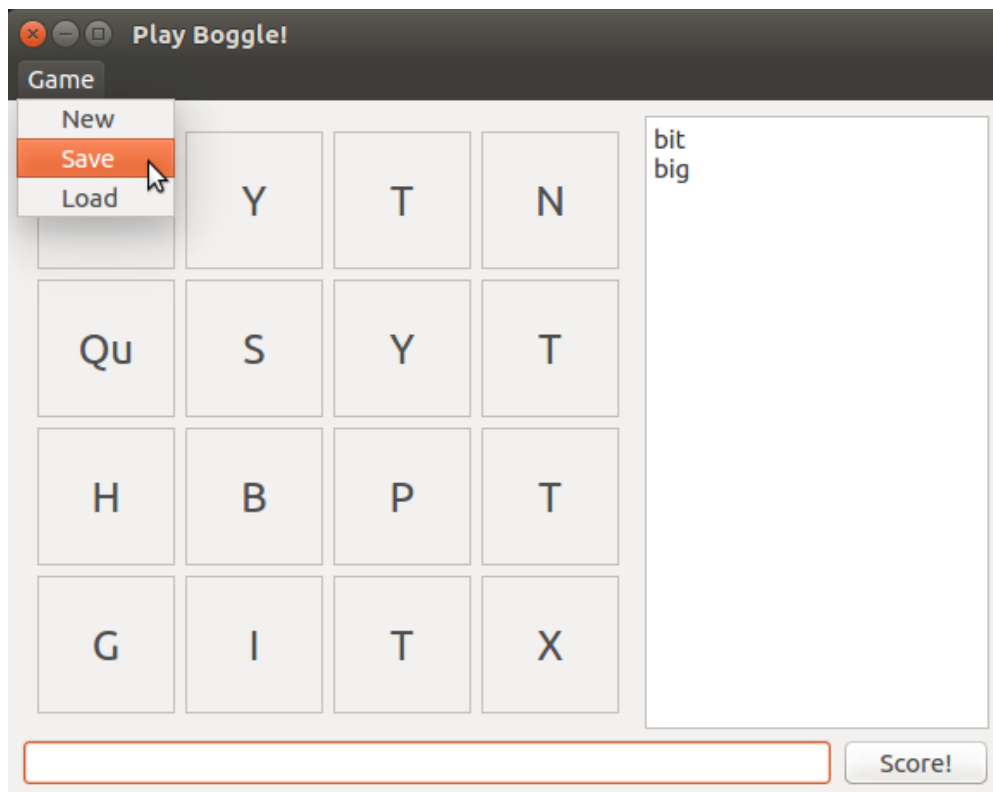 Play Boggle!
Game
New
Save
Load
Y T N
Qu S Y T
H B P T
G I T X
bit
big
Score!